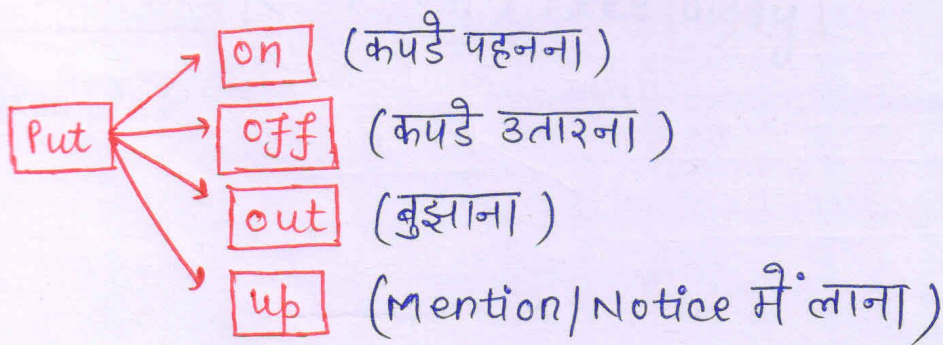 Put
on (कपडे पहनना)
off (कपडे उतारना)
out (बुझाना)
up (Mention/Notice में लाना)